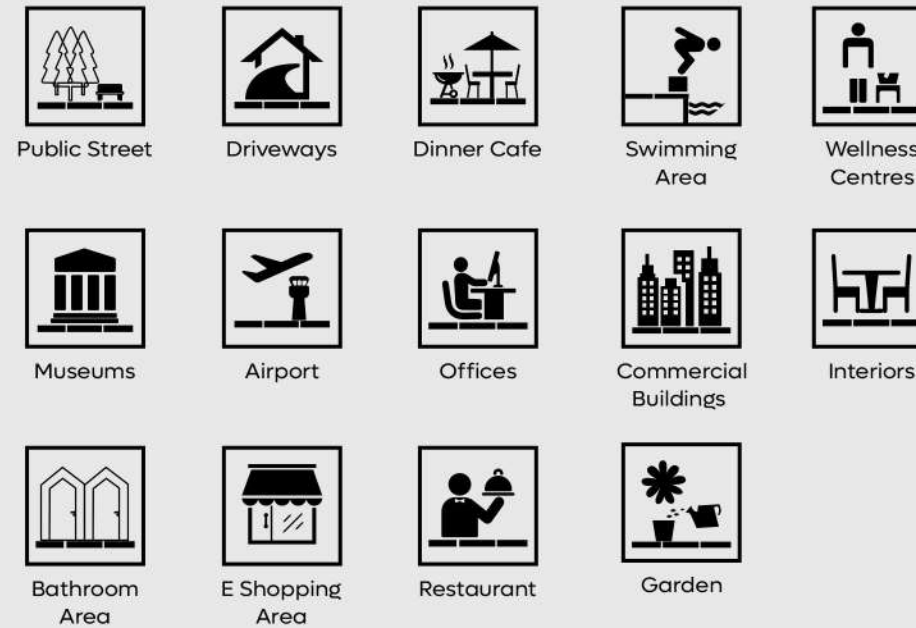 Public Street
Driveways
Dinner Cafe
Swimming
Area
Wellness
Centres
Museums
Airport
Offices
Commercial
Buildings
Interiors
Bathroom
Area
E Shopping
Area
Restaurant
Garden